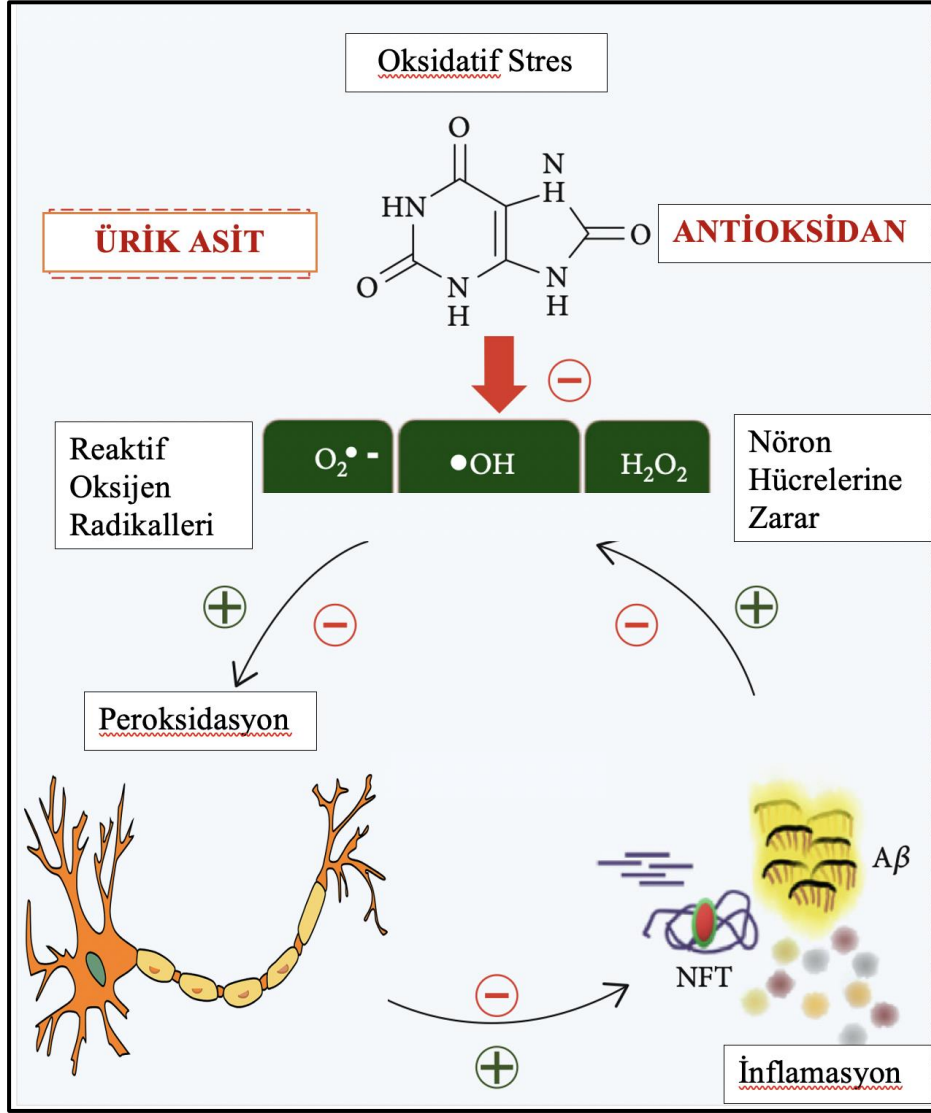 Oksidatif Stres
O
N
H
HN
ÜRİK ASİT
O
ANTİOKSİDAN
O
N
H
N
H
−
Reaktif
Oksijen
Radikalleri
O₂•-
•OH
H₂O₂
Nöron
Hücrelerine
Zarar
+
−
−
+
Peroksidasyon
Aβ
NFT
−
+
İnflamasyon